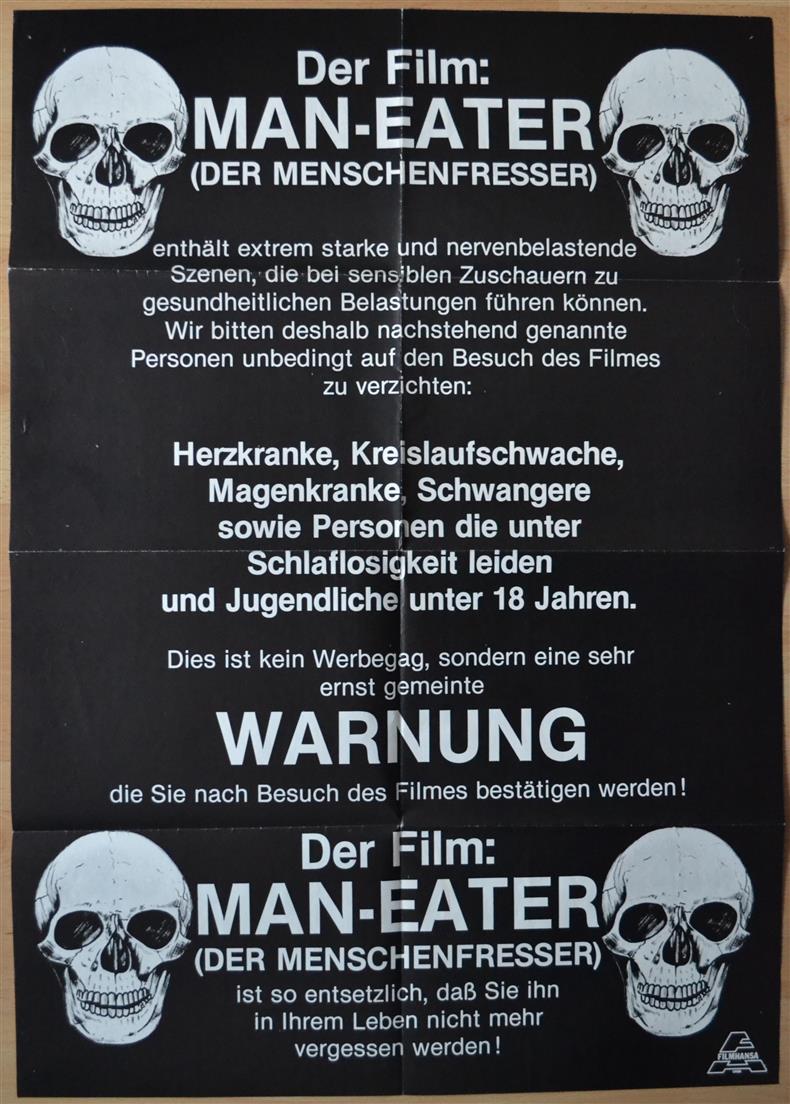 Der Film:
MAN-EATER
(DER MENSCHENFRESSER)
enthält extrem starke und nervenbelastende
Szenen, die bei sensiblen Zuschauern zu
gesundheitlichen Belastungen führen können.
Wir bitten deshalb nachstehend genannte
Personen unbedingt auf den Besuch des Filmes
zu verzichten:
Herzkranke, Kreislaufschwache,
Magenkranke, Schwangere
sowie Personen die unter
Schlaflosigkeit leiden
und Jugendliche unter 18 Jahren.
Dies ist kein Werbegag, sondern eine sehr
ernst gemeinte
WARNUNG
die Sie nach Besuch des Filmes bestätigen werden!
Der Film:
MAN-EATER
(DER MENSCHENFRESSER)
ist so entsetzlich, daß Sie ihn
in Ihrem Leben nicht mehr
vergessen werden!
FILMHANSA